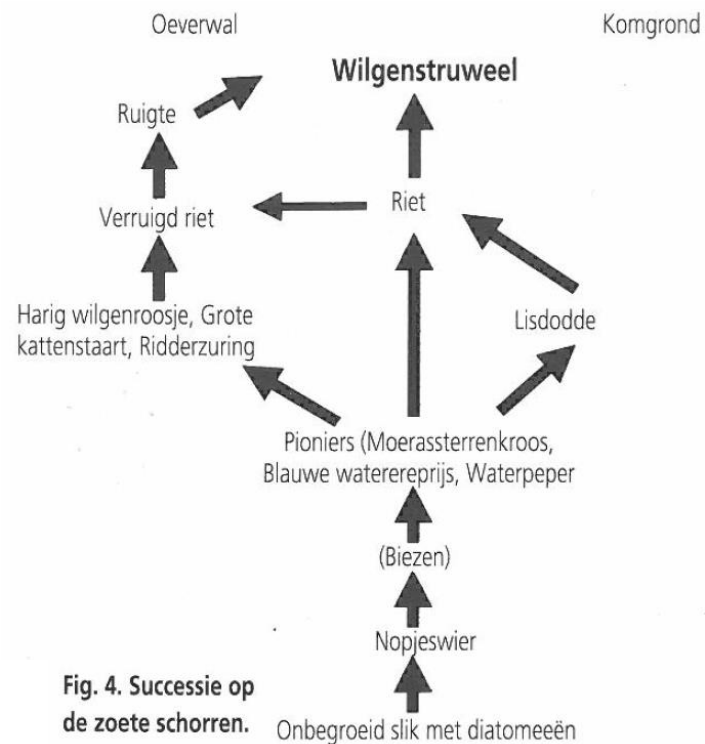 Oeverwal
Komgrond
Wilgenstruweel
Ruigte
Riet
Verruigd riet
Harig wilgenroosje, Grote
kattenstaart, Ridderzuring
Lisdodde
Pioniers (Moerassterrenkroos,
Blauwe waterereprijs, Waterpeper
(Biezen)
Nopjeswier
Fig. 4. Successie op
de zoete schorren.
Onbegroeid slik met diatomeeën